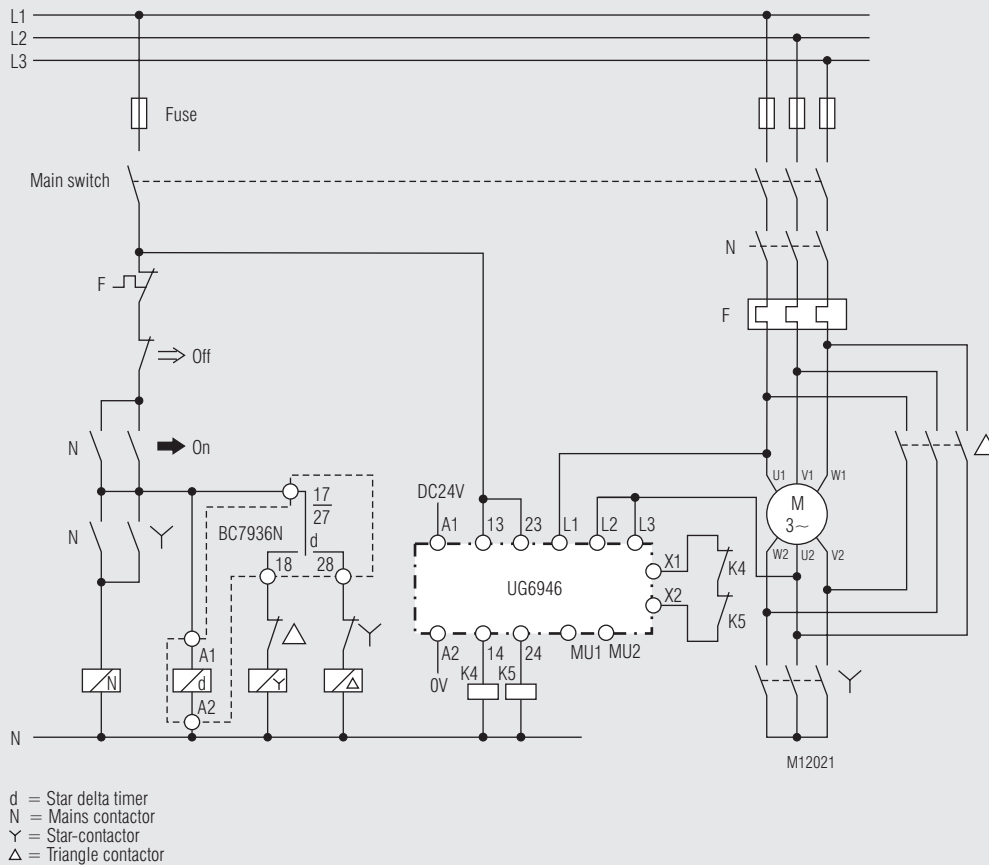 L1
L2
L3
Fuse
Main switch
N
F
F
Off
N
On
U1
V1
W1
M
3~
W2
U2
V2
17
27
BC7936N
d
DC24V
A1
13
23
L1
L2
L3
N
18
28
UG6946
X1
K4
X2
K5
A1
N
d
A2
A2
14
24
MU1
MU2
0V
K4
K5
N
M12021
d = Star delta timer
N = Mains contactor
Y = Star-contactor
△ = Triangle contactor